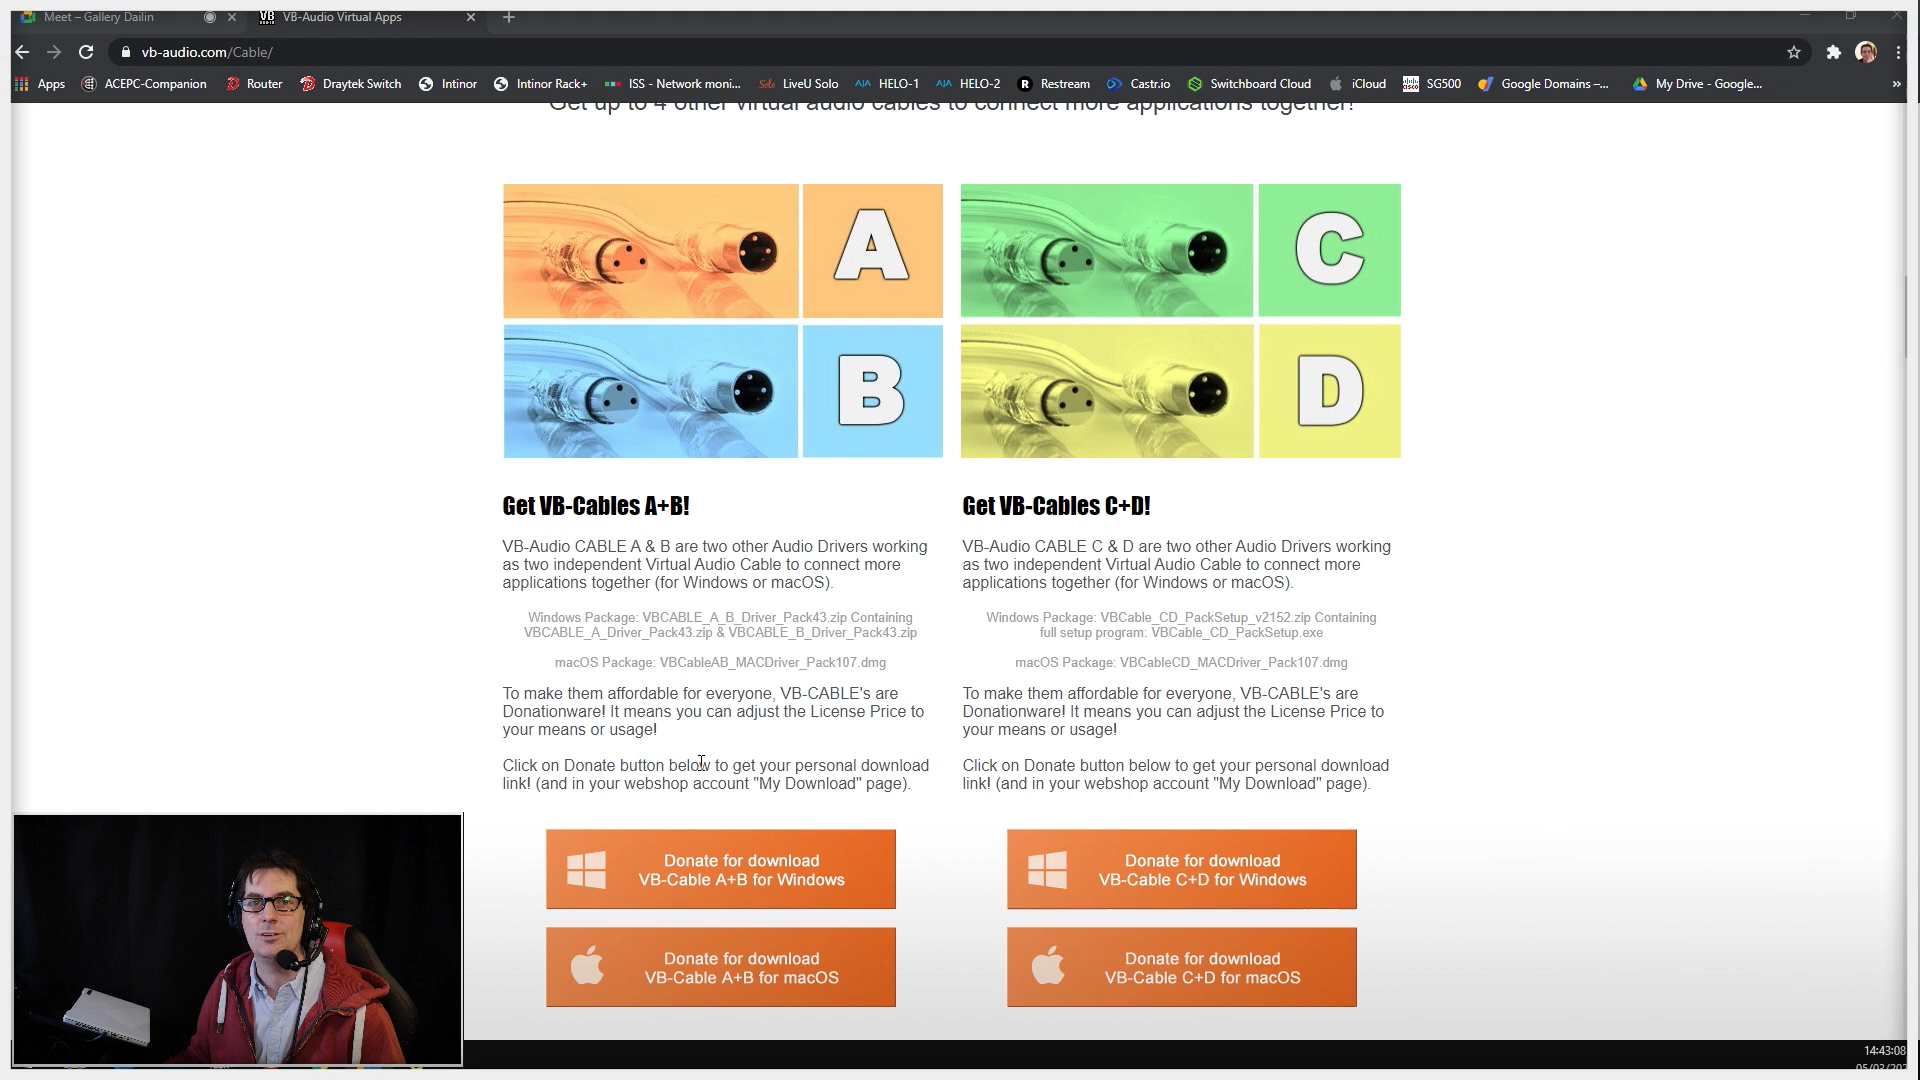 Meet – Gallery Dailin
VB-Audio Virtual Apps
vb-audio.com/Cable/
Apps
ACEPC-Companion
Router
Draytek Switch
Intinor
Intinor Rack+
ISS - Network moni...
Solo LiveU Solo
AJA HELO-1
AJA HELO-2
R Restream
Castr.io
Switchboard Cloud
iCloud
cisco SG500
Google Domains –...
My Drive - Google...
Get up to 4 other virtual audio cables to connect more applications together!
A
C
B
D
Get VB-Cables A+B!
VB-Audio CABLE A & B are two other Audio Drivers working
as two independent Virtual Audio Cable to connect more
applications together (for Windows or macOS).
Windows Package: VBCABLE_A_B_Driver_Pack43.zip Containing
VBCABLE_A_Driver_Pack43.zip & VBCABLE_B_Driver_Pack43.zip
macOS Package: VBCableAB_MACDriver_Pack107.dmg
To make them affordable for everyone, VB-CABLE's are
Donationware! It means you can adjust the License Price to
your means or usage!
Click on Donate button below to get your personal download
link! (and in your webshop account "My Download" page).
Donate for download
VB-Cable A+B for Windows
Donate for download
VB-Cable A+B for macOS
Get VB-Cables C+D!
VB-Audio CABLE C & D are two other Audio Drivers working
as two independent Virtual Audio Cable to connect more
applications together (for Windows or macOS).
Windows Package: VBCable_CD_PackSetup_v2152.zip Containing
full setup program: VBCable_CD_PackSetup.exe
macOS Package: VBCableCD_MACDriver_Pack107.dmg
To make them affordable for everyone, VB-CABLE's are
Donationware! It means you can adjust the License Price to
your means or usage!
Click on Donate button below to get your personal download
link! (and in your webshop account "My Download" page).
Donate for download
VB-Cable C+D for Windows
Donate for download
VB-Cable C+D for macOS
14:43:08